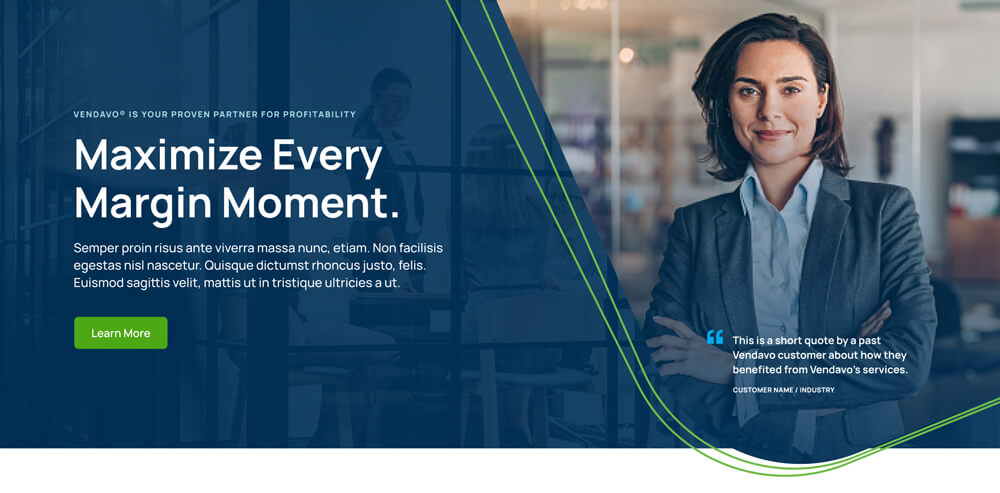 VENDAVO® IS YOUR PROVEN PARTNER FOR PROFITABILITY
Maximize Every
Margin Moment.
Semper proin risus ante viverra massa nunc, etiam. Non facilisis
egestas nisl nascetur. Quisque dictumst rhoncus justo, felis.
Euismod sagittis velit, mattis ut in tristique ultricies a ut.
Learn More
“ This is a short quote by a past
Vendavo customer about how they
benefited from Vendavo's services.
CUSTOMER NAME / INDUSTRY